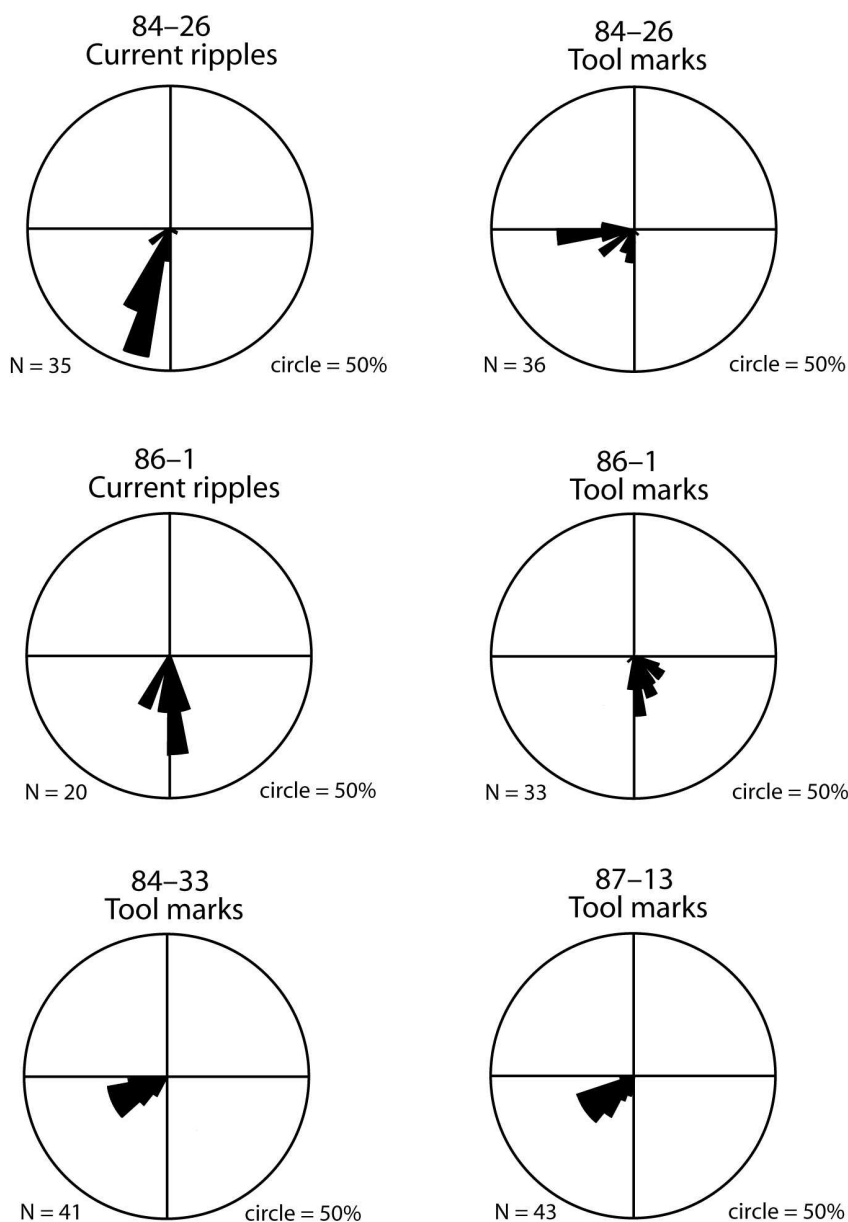 84–26
Current ripples
84–26
Tool marks
N = 35
circle = 50%
N = 36
circle = 50%
86–1
Current ripples
86–1
Tool marks
N = 20
circle = 50%
N = 33
circle = 50%
84–33
Tool marks
87–13
Tool marks
N = 41
circle = 50%
N = 43
circle = 50%